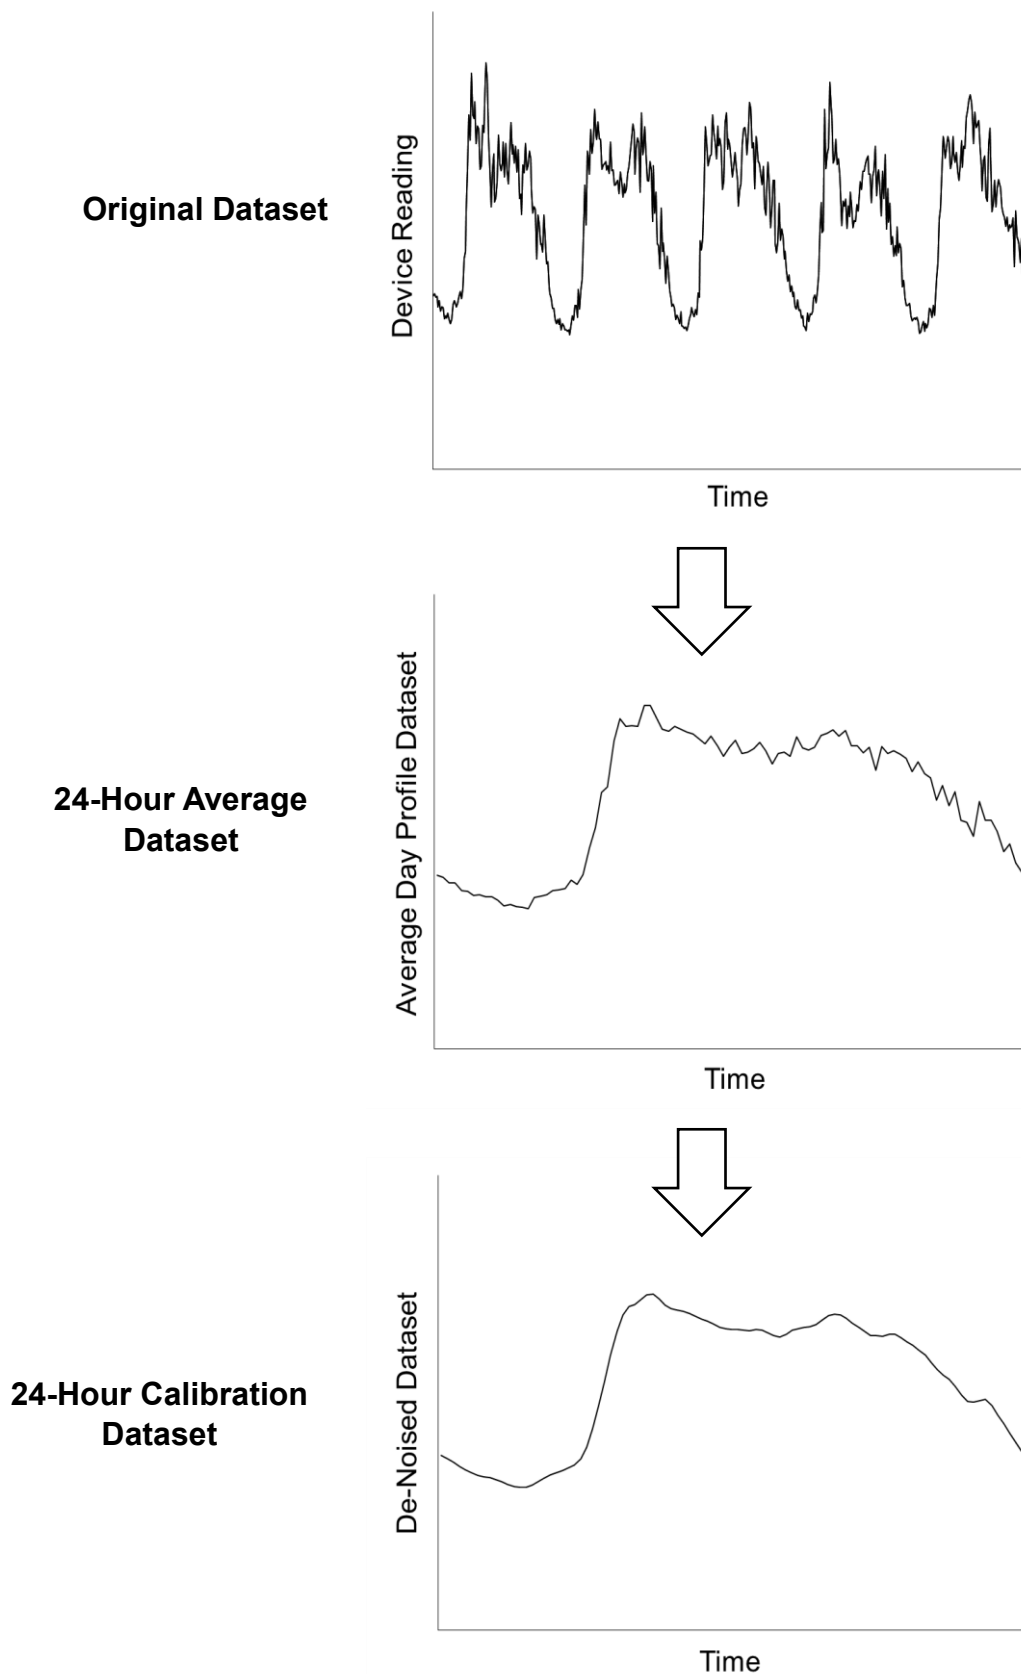 Original Dataset
Device Reading
Time
24-Hour Average
Dataset
Average Day Profile Dataset
Time
24-Hour Calibration
Dataset
De-Noised Dataset
Time